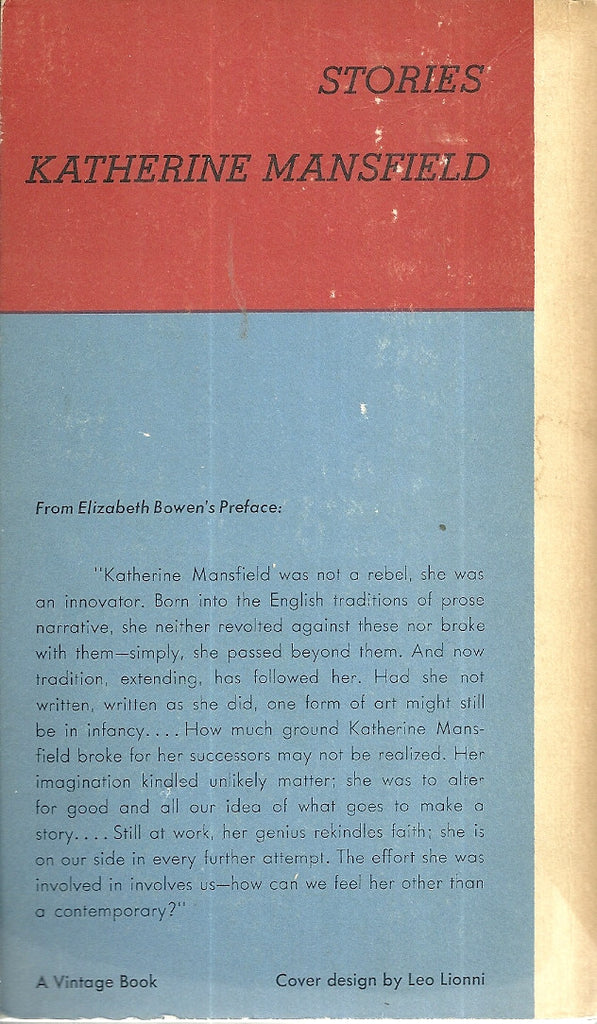 STORIES
KATHERINE MANSFIELD
From Elizabeth Bowen's Preface:
"Katherine Mansfield was not a rebel, she was
an innovator. Born into the English traditions of prose
narrative, she neither revolted against these nor broke
with them—simply, she passed beyond them. And now
tradition, extending, has followed her. Had she not
written, written as she did, one form of art might still
be in infancy.... How much ground Katherine Mans-
field broke for her successors may not be realized. Her
imagination kindled unlikely matter; she was to alter
for good and all our idea of what goes to make a
story.... Still at work, her genius rekindles faith; she is
on our side in every further attempt. The effort she was
involved in involves us—how can we feel her other than
a contemporary?"
A Vintage Book
Cover design by Leo Lionni